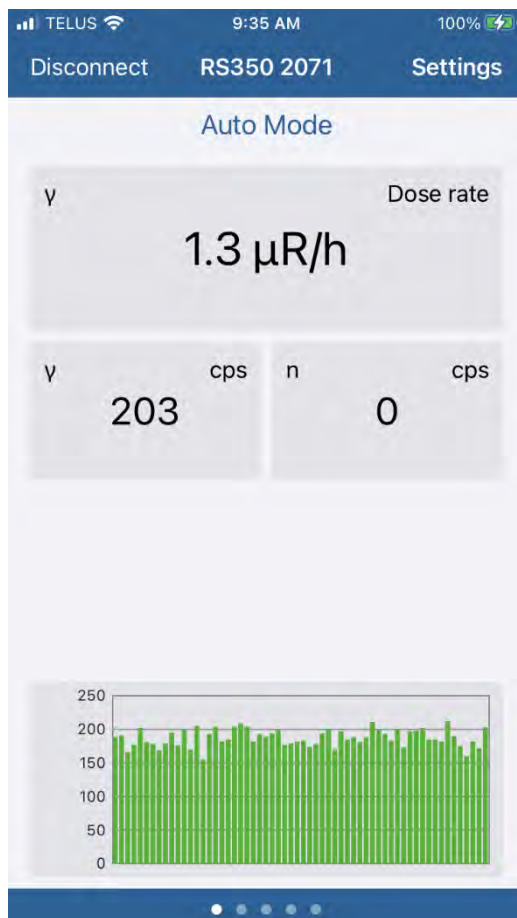 TELUS 9:35 AM 100%
Disconnect RS350 2071 Settings
Auto Mode
γ Dose rate
1.3 µR/h
γ cps n cps
203 0
250
200
150
100
50
0